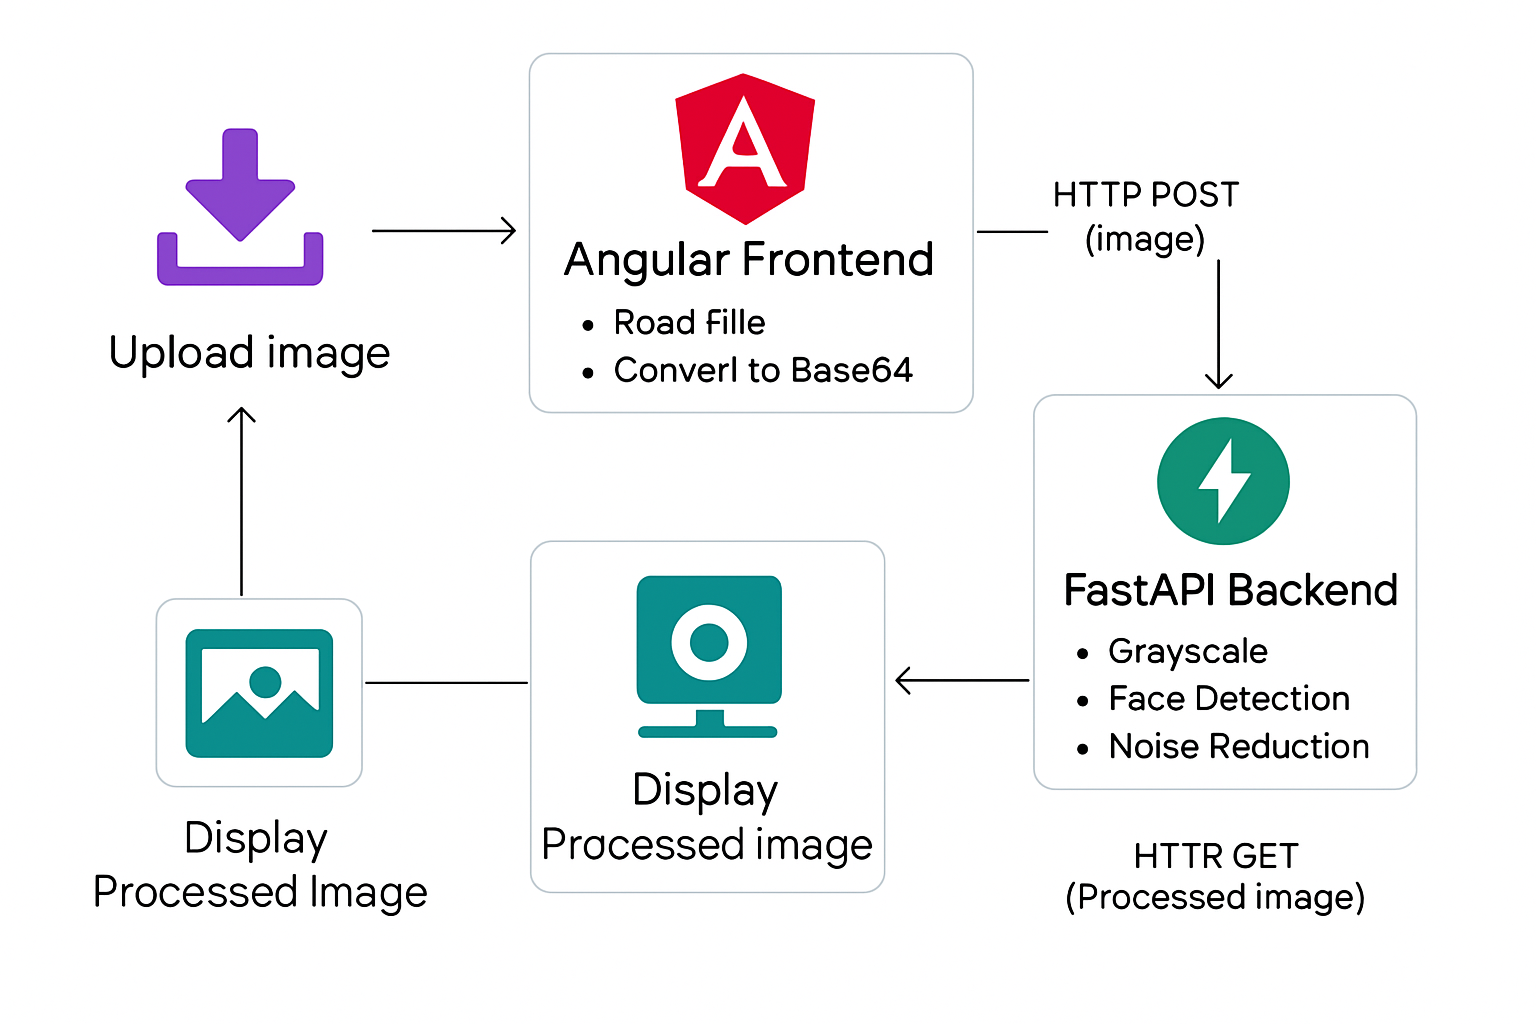 Upload image
Angular Frontend
• Road Fille
• Converl to Base64
HTTP POST
(image)
FastAPI Backend
• Grayscale
• Face Detection
• Noise Reduction
HTTR GET
(Processed image)
Display
Processed image
Display
Processed Image